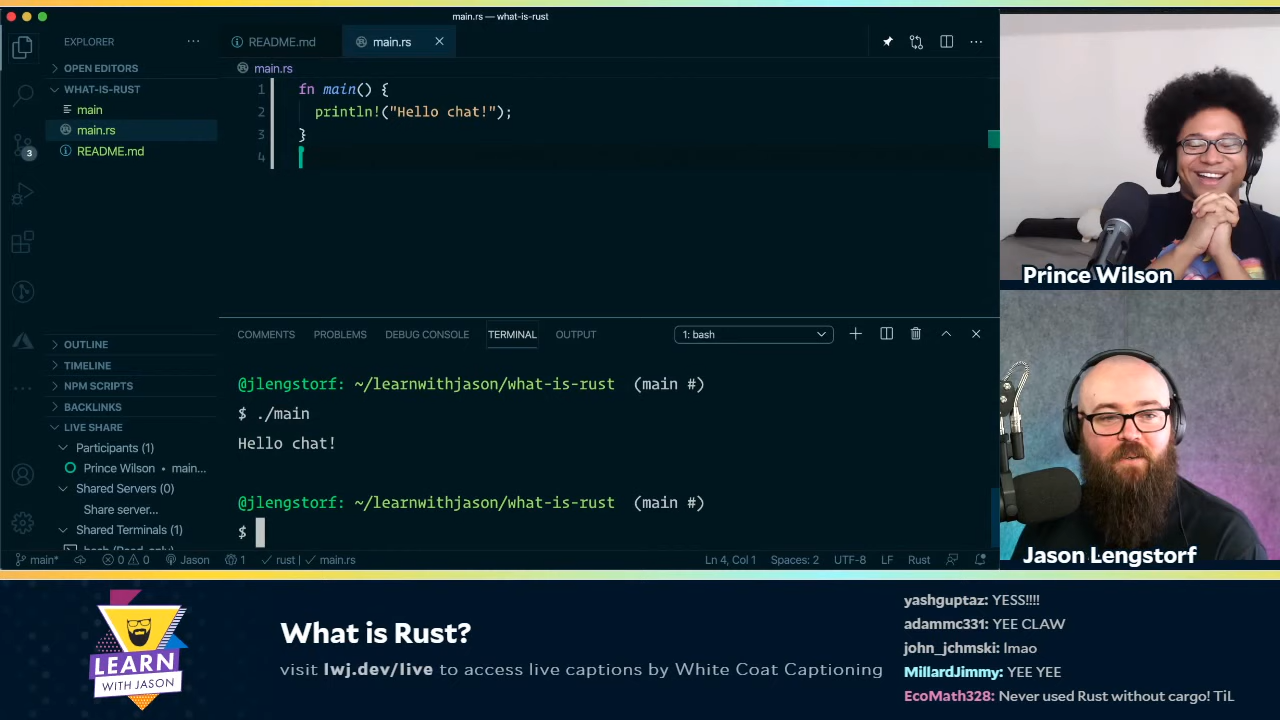 main.rs — what-is-rust
EXPLORER
README.md
main.rs
OPEN EDITORS
WHAT-IS-RUST
main
main.rs
README.md
main.rs
1 fn main() {
2 println!("Hello chat!");
3 }
4
3
OUTLINE
TIMELINE
NPM SCRIPTS
BACKLINKS
LIVE SHARE
Participants (1)
Prince Wilson • main...
Shared Servers (0)
Share server...
Shared Terminals (1)
COMMENTS PROBLEMS DEBUG CONSOLE TERMINAL OUTPUT 1: bash
@jlengstorf: ~/learnwithjason/what-is-rust (main #)
$ ./main
Hello chat!
@jlengstorf: ~/learnwithjason/what-is-rust (main #)
$
main* 0 0 Jason 1 rust main.rs Ln 4, Col 1 Spaces: 2 UTF-8 LF Rust
Prince Wilson
Jason Lengstorf
LEARN
WITH JASON
What is Rust?
visit lwj.dev/live to access live captions by White Coat Captioning
yashguptaz: YESS!!!!
adammc331: YEE CLAW
john_jchmski: lmao
MillardJimmy: YEE YEE
EcoMath328: Never used Rust without cargo! TiL